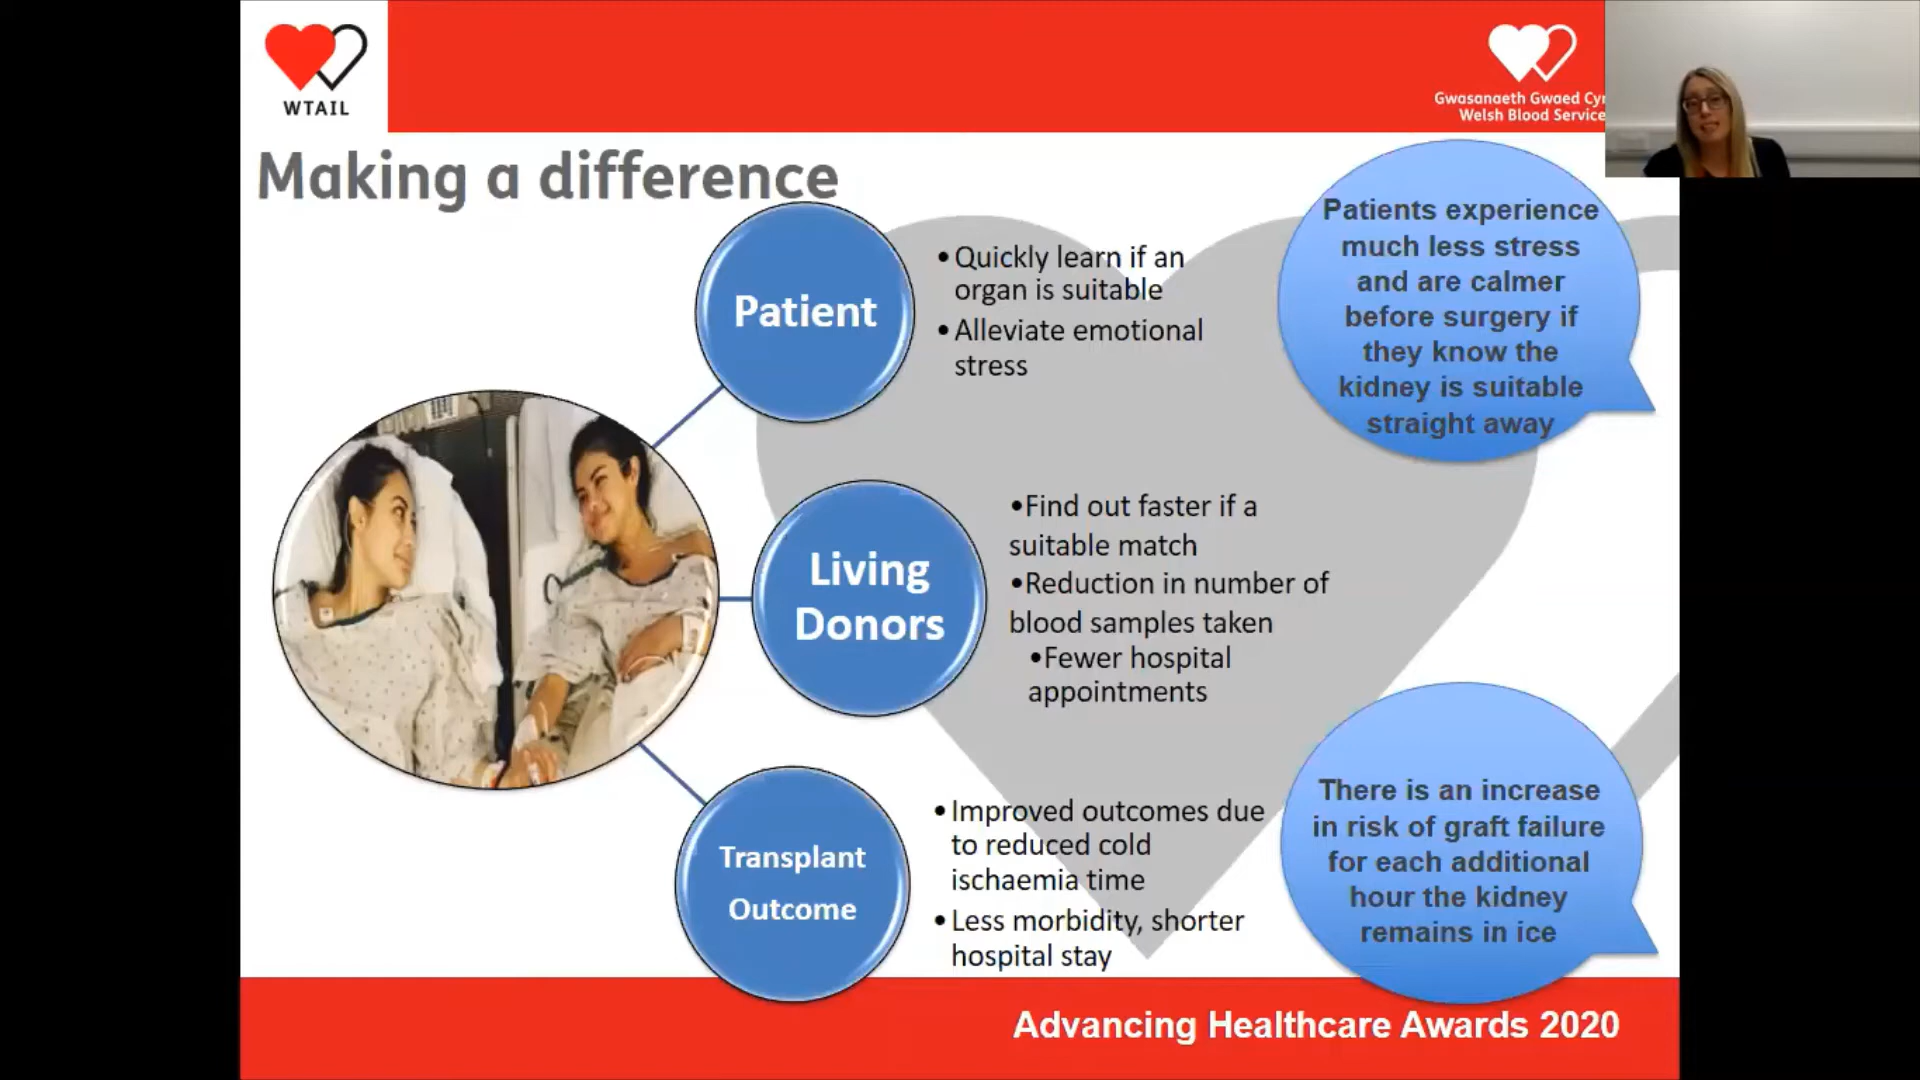 WTAIL
Gwasanaeth Gwaed Cy
Welsh Blood Service
Making a difference
Patient
• Quickly learn if an
organ is suitable
• Alleviate emotional
stress
Patients experience
much less stress
and are calmer
before surgery if
they know the
kidney is suitable
straight away
Living
Donors
•Find out faster if a
suitable match
•Reduction in number of
blood samples taken
•Fewer hospital
appointments
Transplant
Outcome
• Improved outcomes due
to reduced cold
ischaemia time
• Less morbidity, shorter
hospital stay
There is an increase
in risk of graft failure
for each additional
hour the kidney
remains in ice
Advancing Healthcare Awards 2020